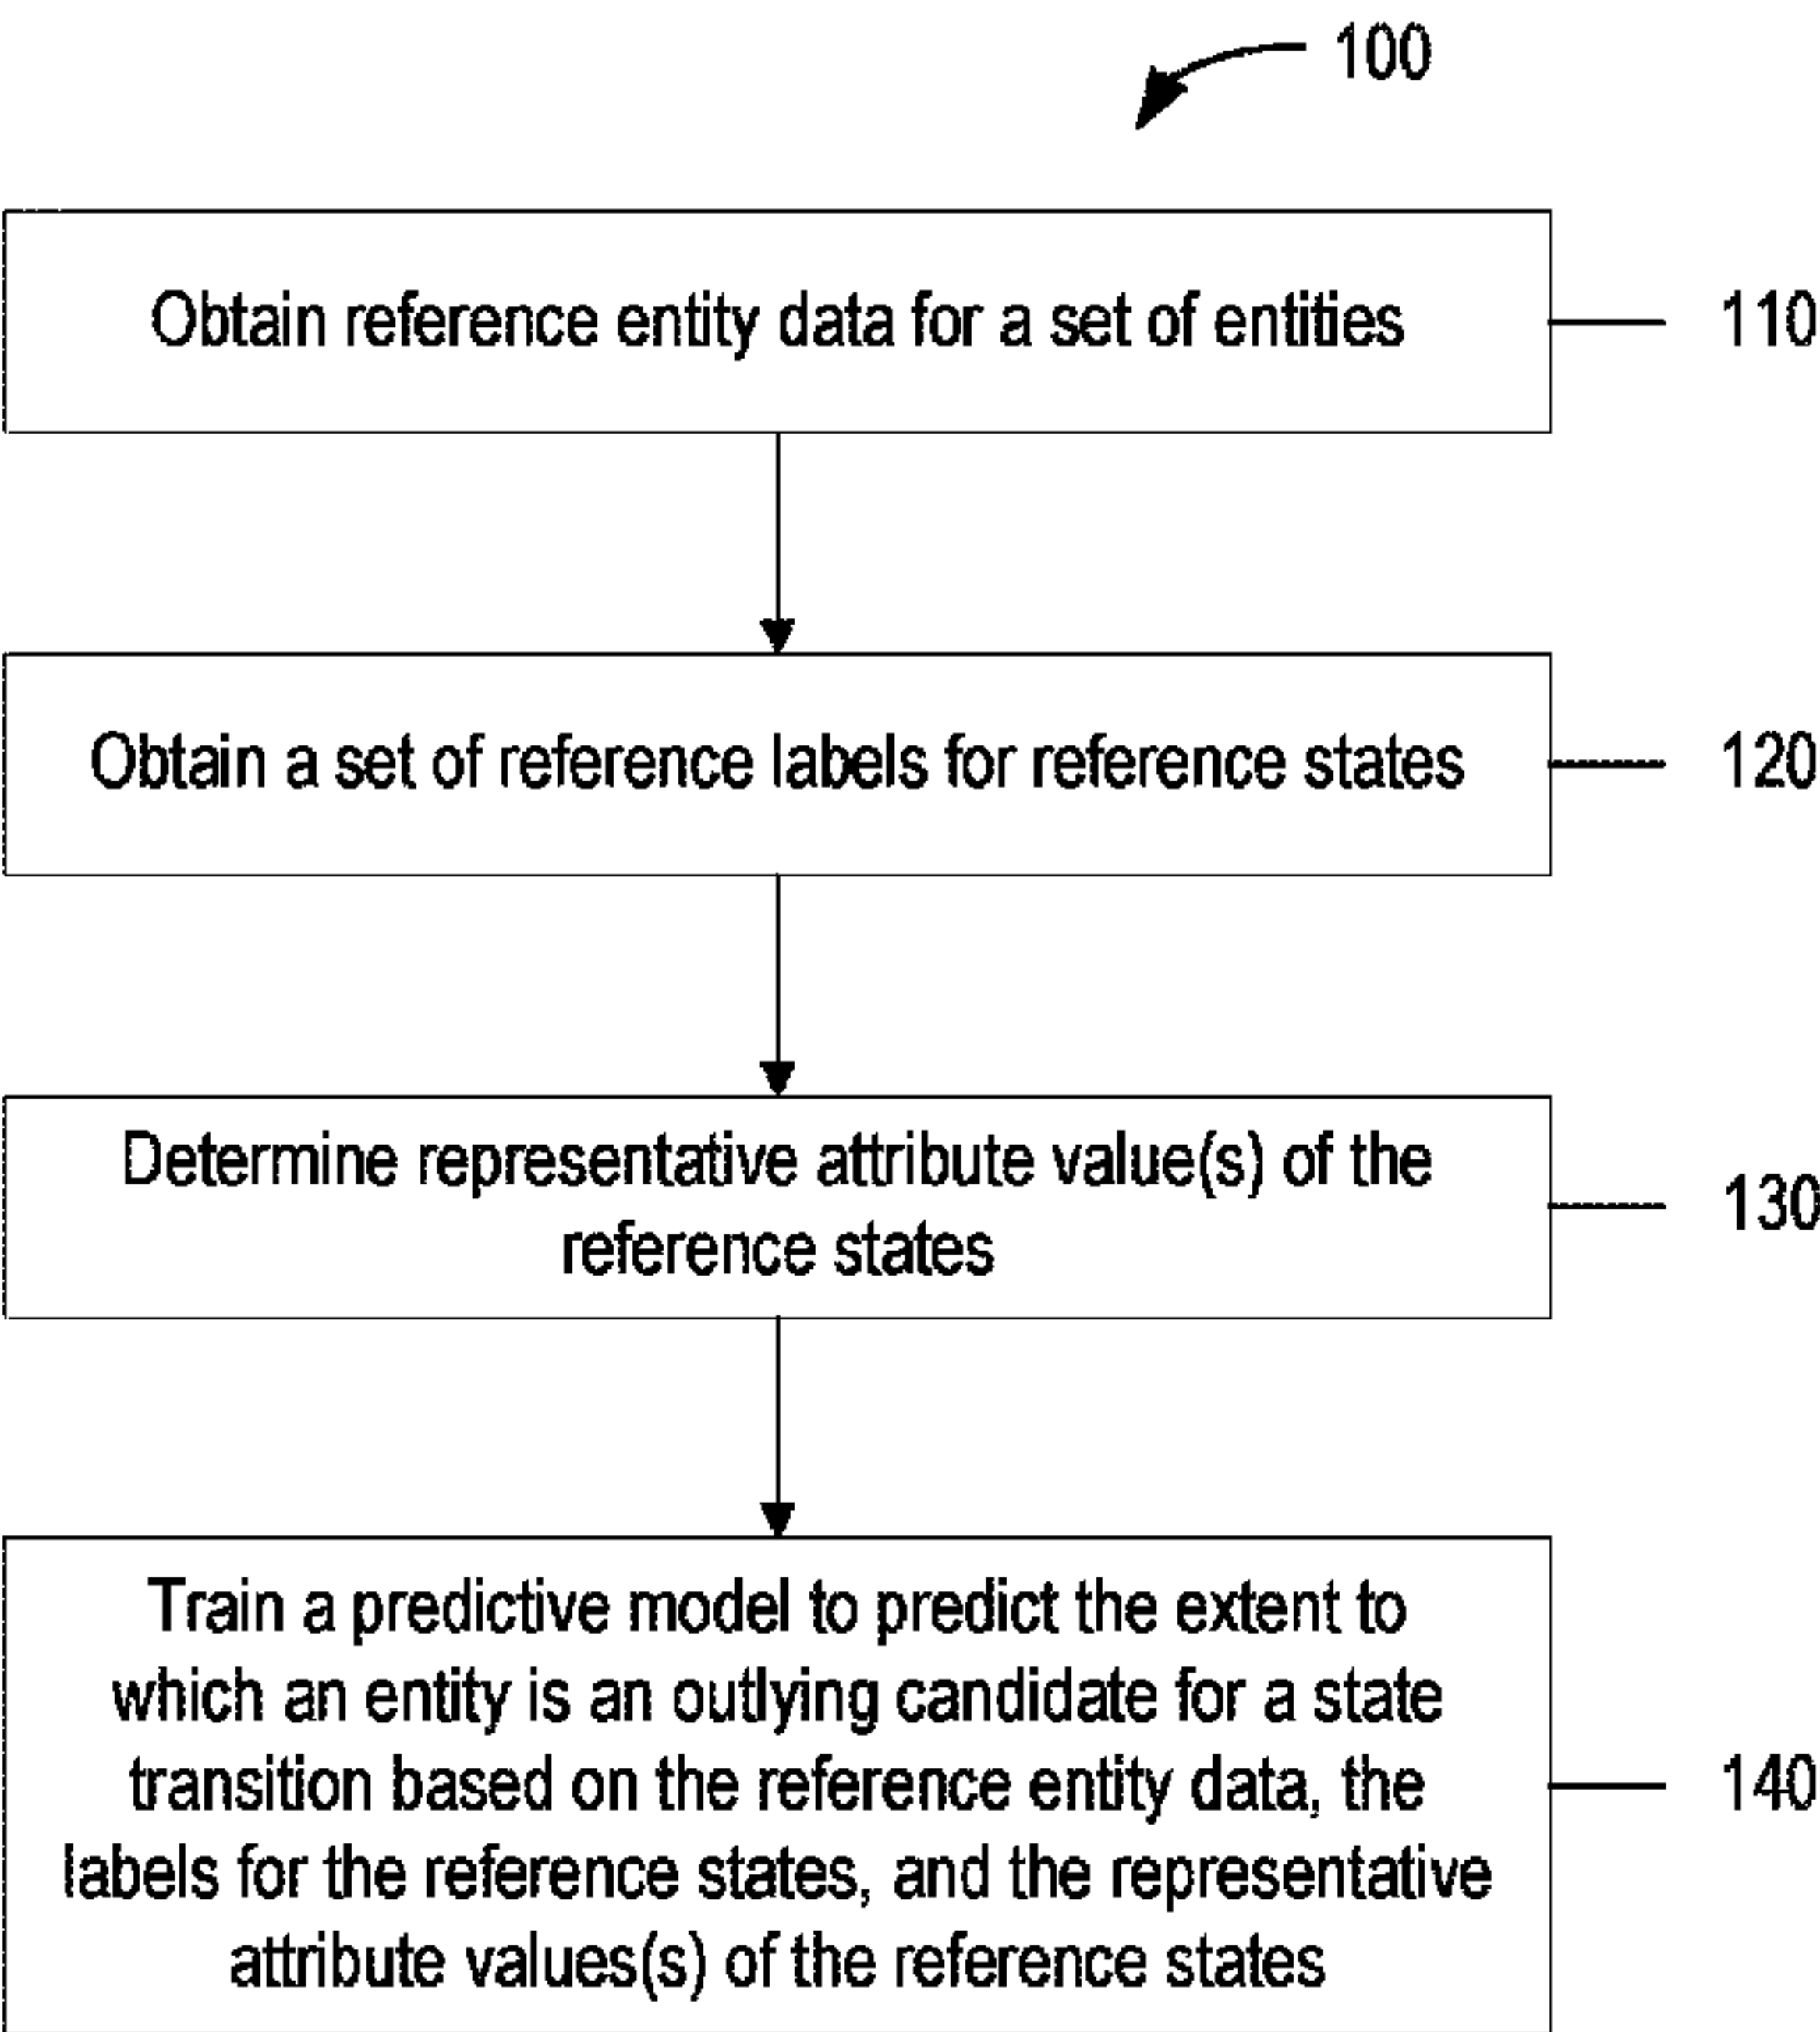 100
Obtain reference entity data for a set of entities
110
Obtain a set of reference labels for reference states
120
Determine representative attribute value(s) of the
reference states
130
Train a predictive model to predict the extent to
which an entity is an outlying candidate for a state
transition based on the reference entity data, the
labels for the reference states, and the representative
attribute values(s) of the reference states
140